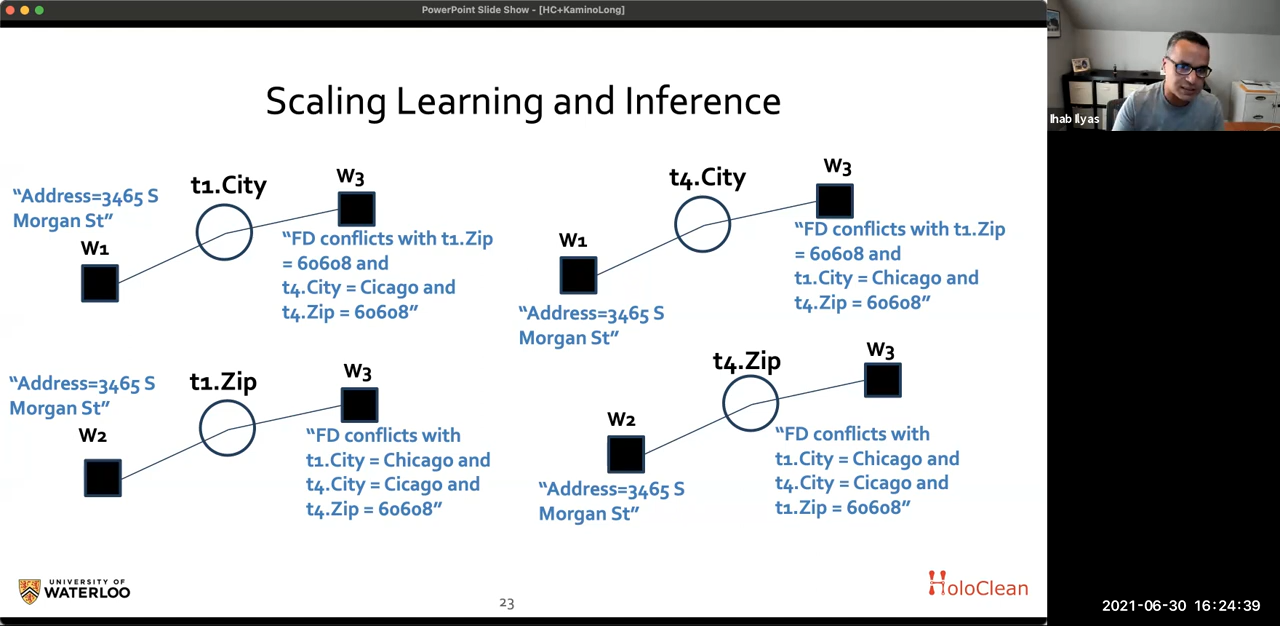 PowerPoint Slide Show - [HC+KaminoLong]
Scaling Learning and Inference
"Address=3465 S
Morgan St"
W1
t1.City
W3
"FD conflicts with t1.Zip
= 60608 and
t4.City = Cicago and
t4.Zip = 60608"
t4.City
W3
W1
"FD conflicts with t1.Zip
= 60608 and
t1.City = Chicago and
t4.Zip = 60608"
"Address=3465 S
Morgan St"
"Address=3465 S
Morgan St"
W2
t1.Zip
W3
"FD conflicts with
t1.City = Chicago and
t4.City = Cicago and
t4.Zip = 60608"
t4.Zip
W3
W2
"FD conflicts with
t1.City = Chicago and
t4.City = Cicago and
t1.Zip = 60608"
"Address=3465 S
Morgan St"
UNIVERSITY OF
WATERLOO
23
HoloClean
Ihab Ilyas
2021-06-30 16:24:39